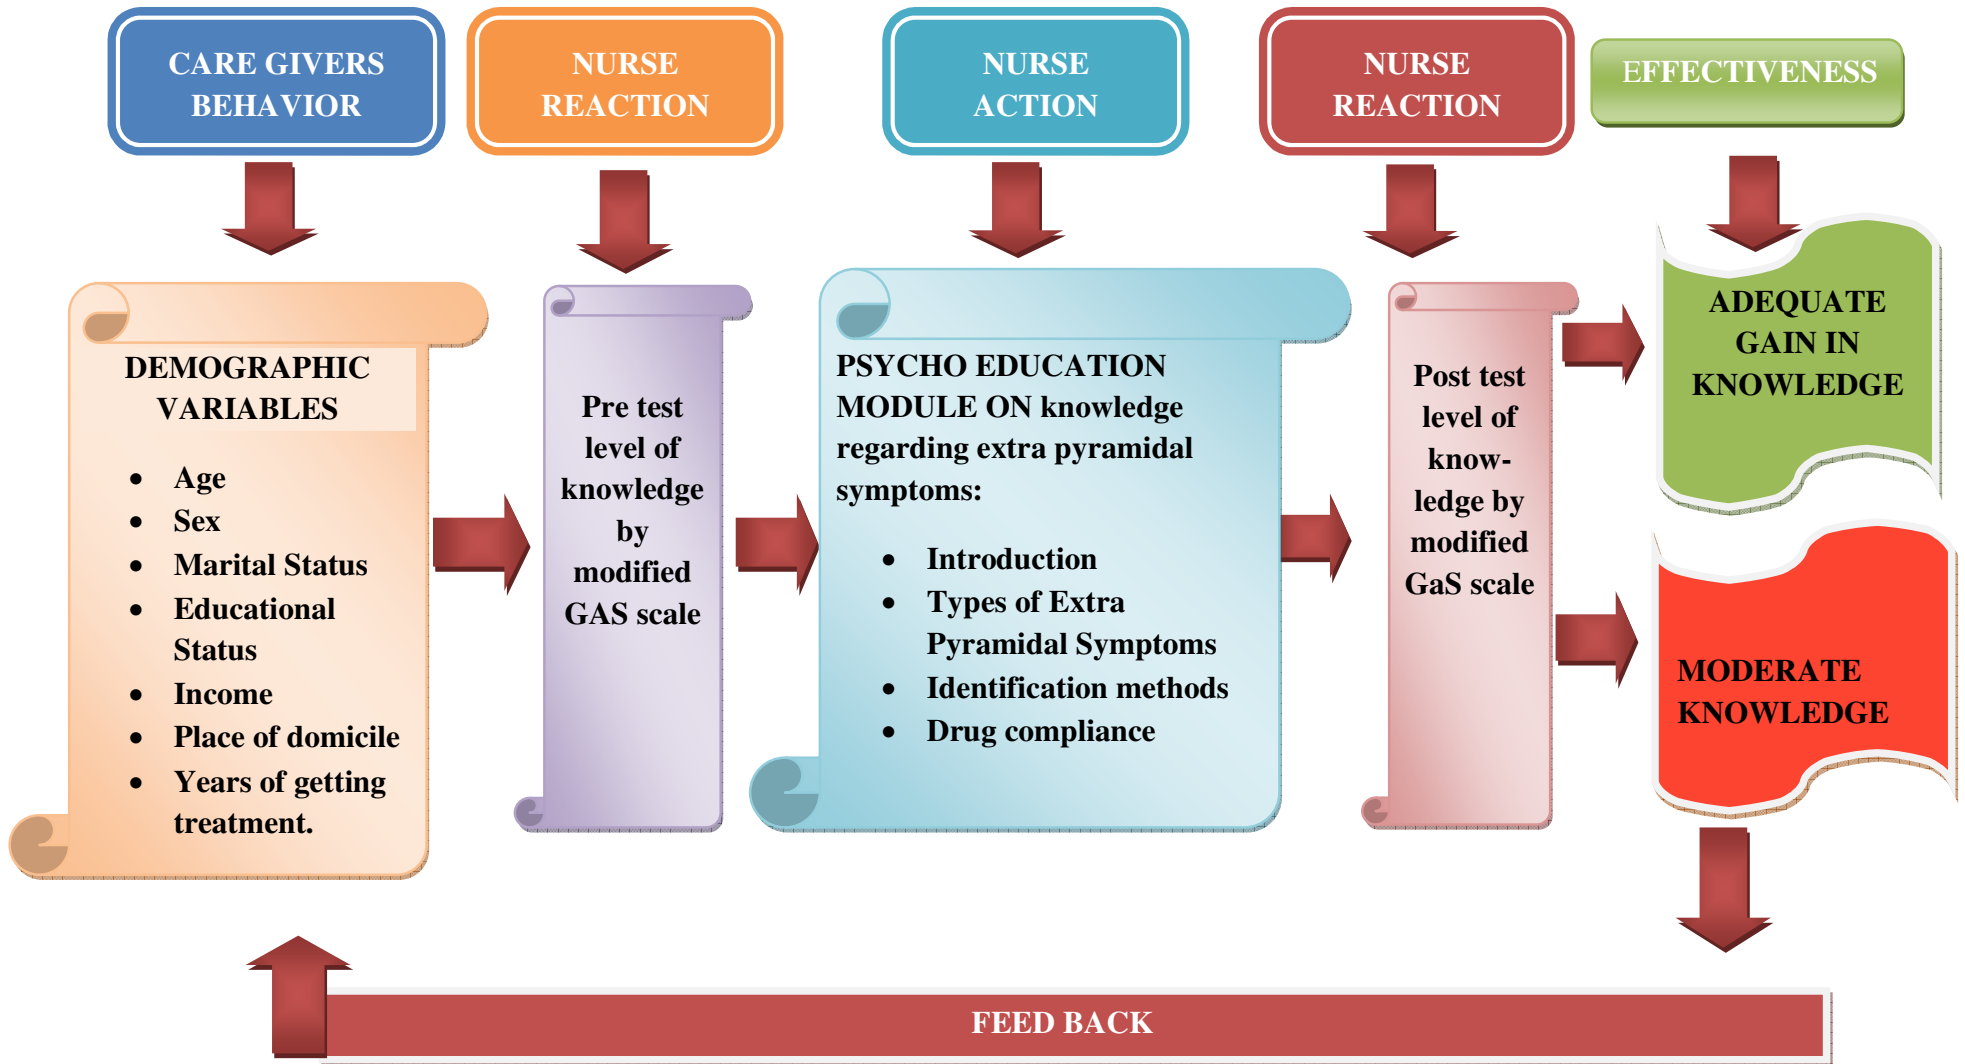 CARE GIVERS
BEHAVIOR
NURSE
REACTION
NURSE
ACTION
NURSE
REACTION
EFFECTIVENESS
DEMOGRAPHIC
VARIABLES
• Age
• Sex
• Marital Status
• Educational
Status
• Income
• Place of domicile
• Years of getting
treatment.
Pre test
level of
knowledge
by
modified
GAS scale
PSYCHO EDUCATION
MODULE ON knowledge
regarding extra pyramidal
symptoms:
• Introduction
• Types of Extra
Pyramidal Symptoms
• Identification methods
• Drug compliance
Post test
level of
know-
ledge by
modified
GaS scale
ADEQUATE
GAIN IN
KNOWLEDGE
MODERATE
KNOWLEDGE
FEED BACK